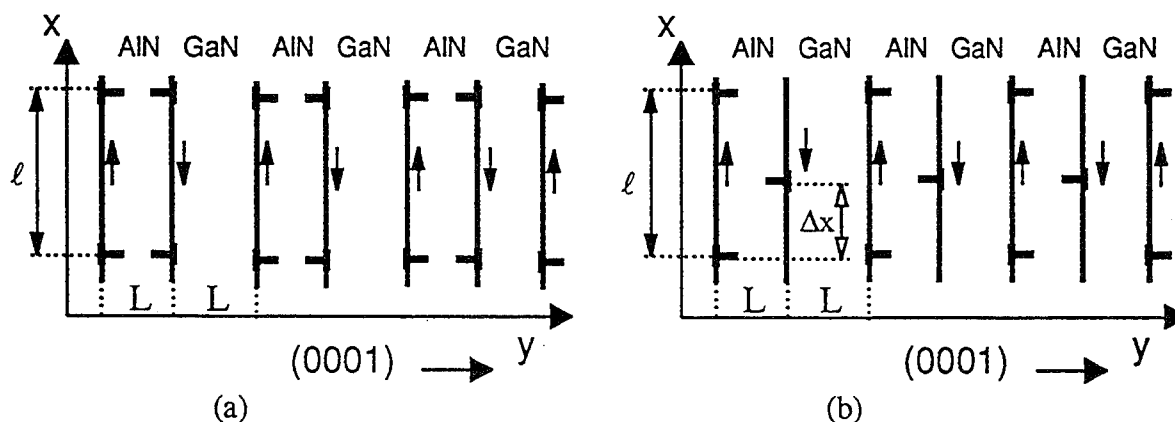 X
AlN GaN AlN GaN AlN GaN
ℓ
L L
y
(0001)
(a)
X
AlN GaN AlN GaN AlN GaN
ℓ
Δx
L L
y
(0001)
(b)